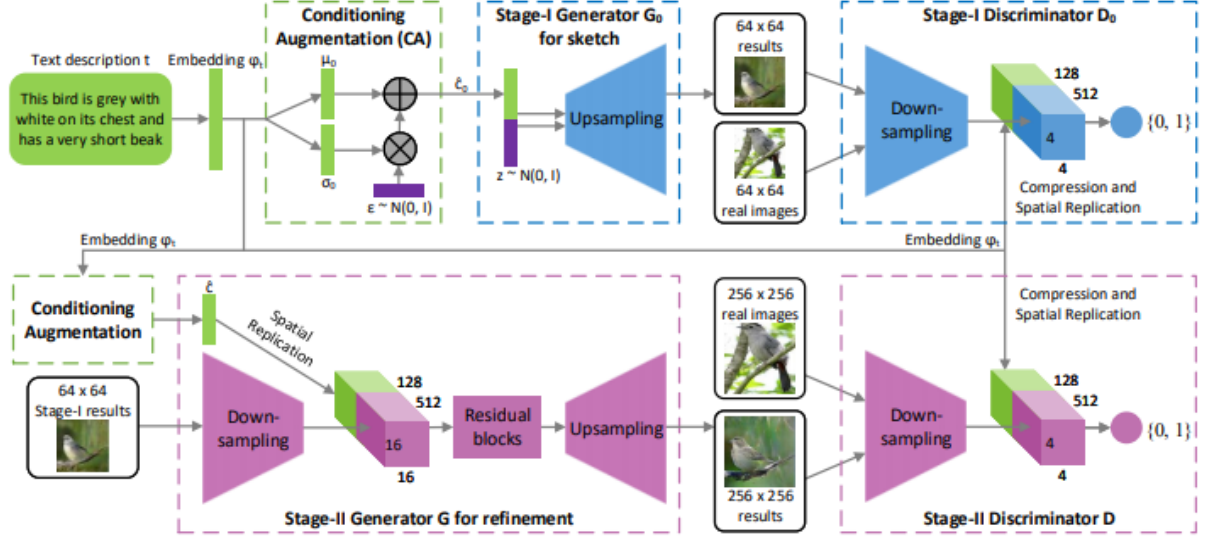 Conditioning
Augmentation (CA)
Stage-I Generator G₀
for sketch
Stage-I Discriminator D₀
Text description t
Embedding φₜ
This bird is grey with
white on its chest and
has a very short beak
μ₀
σ₀
ε ~ N(0, I)
ĉ₀
z ~ N(0, I)
Upsampling
64 x 64
results
64 x 64
real images
Down-
sampling
128
512
4
4
{0, 1}
Compression and
Spatial Replication
Embedding φₜ
Embedding φₜ
Conditioning
Augmentation
ĉ
Spatial
Replication
64 x 64
Stage-I results
Down-
sampling
128
512
16
16
Residual
blocks
Upsampling
Stage-II Generator G for refinement
256 x 256
real images
256 x 256
results
Compression and
Spatial Replication
Down-
sampling
128
512
4
4
{0, 1}
Stage-II Discriminator D